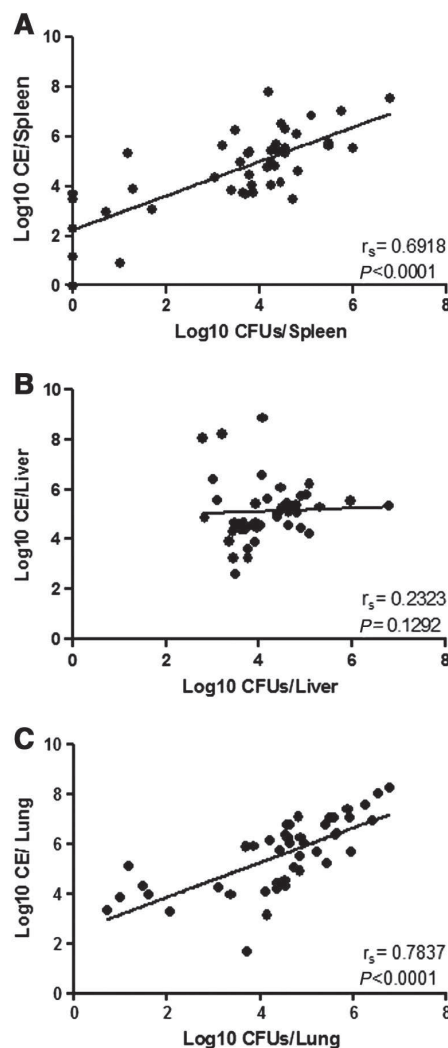 A
Log10 CE/Spleen
10
8
6
4
2
0
0 2 4 6 8
rs= 0.6918
P<0.0001
Log10 CFUs/Spleen
B
Log10 CE/Liver
10
8
6
4
2
0
0 2 4 6 8
rs= 0.2323
P= 0.1292
Log10 CFUs/Liver
C
Log10 CE/ Lung
10
8
6
4
2
0
0 2 4 6 8
rs= 0.7837
P<0.0001
Log10 CFUs/Lung